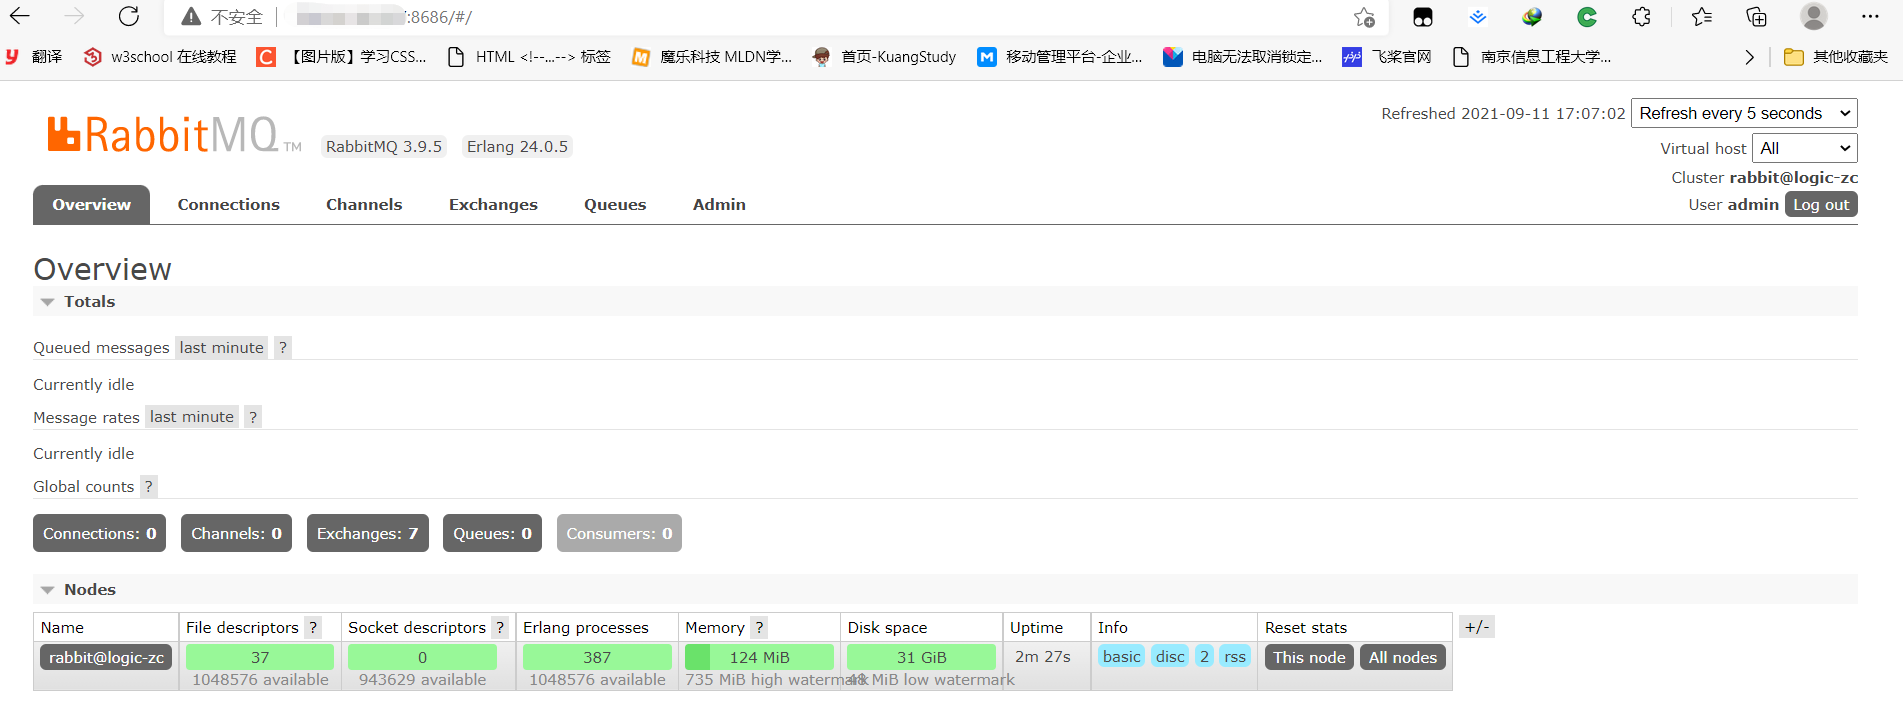 不安全 :8686/#/
翻译 w3school 在线教程 【图片版】学习CSS... HTML <!--...--> 标签 魔乐科技 MLDN学... 首页-KuangStudy 移动管理平台-企业... 电脑无法取消锁定... 飞桨官网 南京信息工程大学... 其他收藏夹
Refreshed 2021-09-11 17:07:02 Refresh every 5 seconds
RabbitMQ TM RabbitMQ 3.9.5 Erlang 24.0.5
Virtual host All
Cluster rabbit@logic-zc
User admin Log out
Overview Connections Channels Exchanges Queues Admin
Overview
Totals
Queued messages last minute ?
Currently idle
Message rates last minute ?
Currently idle
Global counts ?
Connections: 0 Channels: 0 Exchanges: 7 Queues: 0 Consumers: 0
Nodes
Name File descriptors ? Socket descriptors ? Erlang processes Memory ? Disk space Uptime Info Reset stats +/-
rabbit@logic-zc 37 0 387 124 MiB 31 GiB 2m 27s basic disc 2 rss This node All nodes
1048576 available 943629 available 1048576 available 735 MiB high watermark 48 MiB low watermark